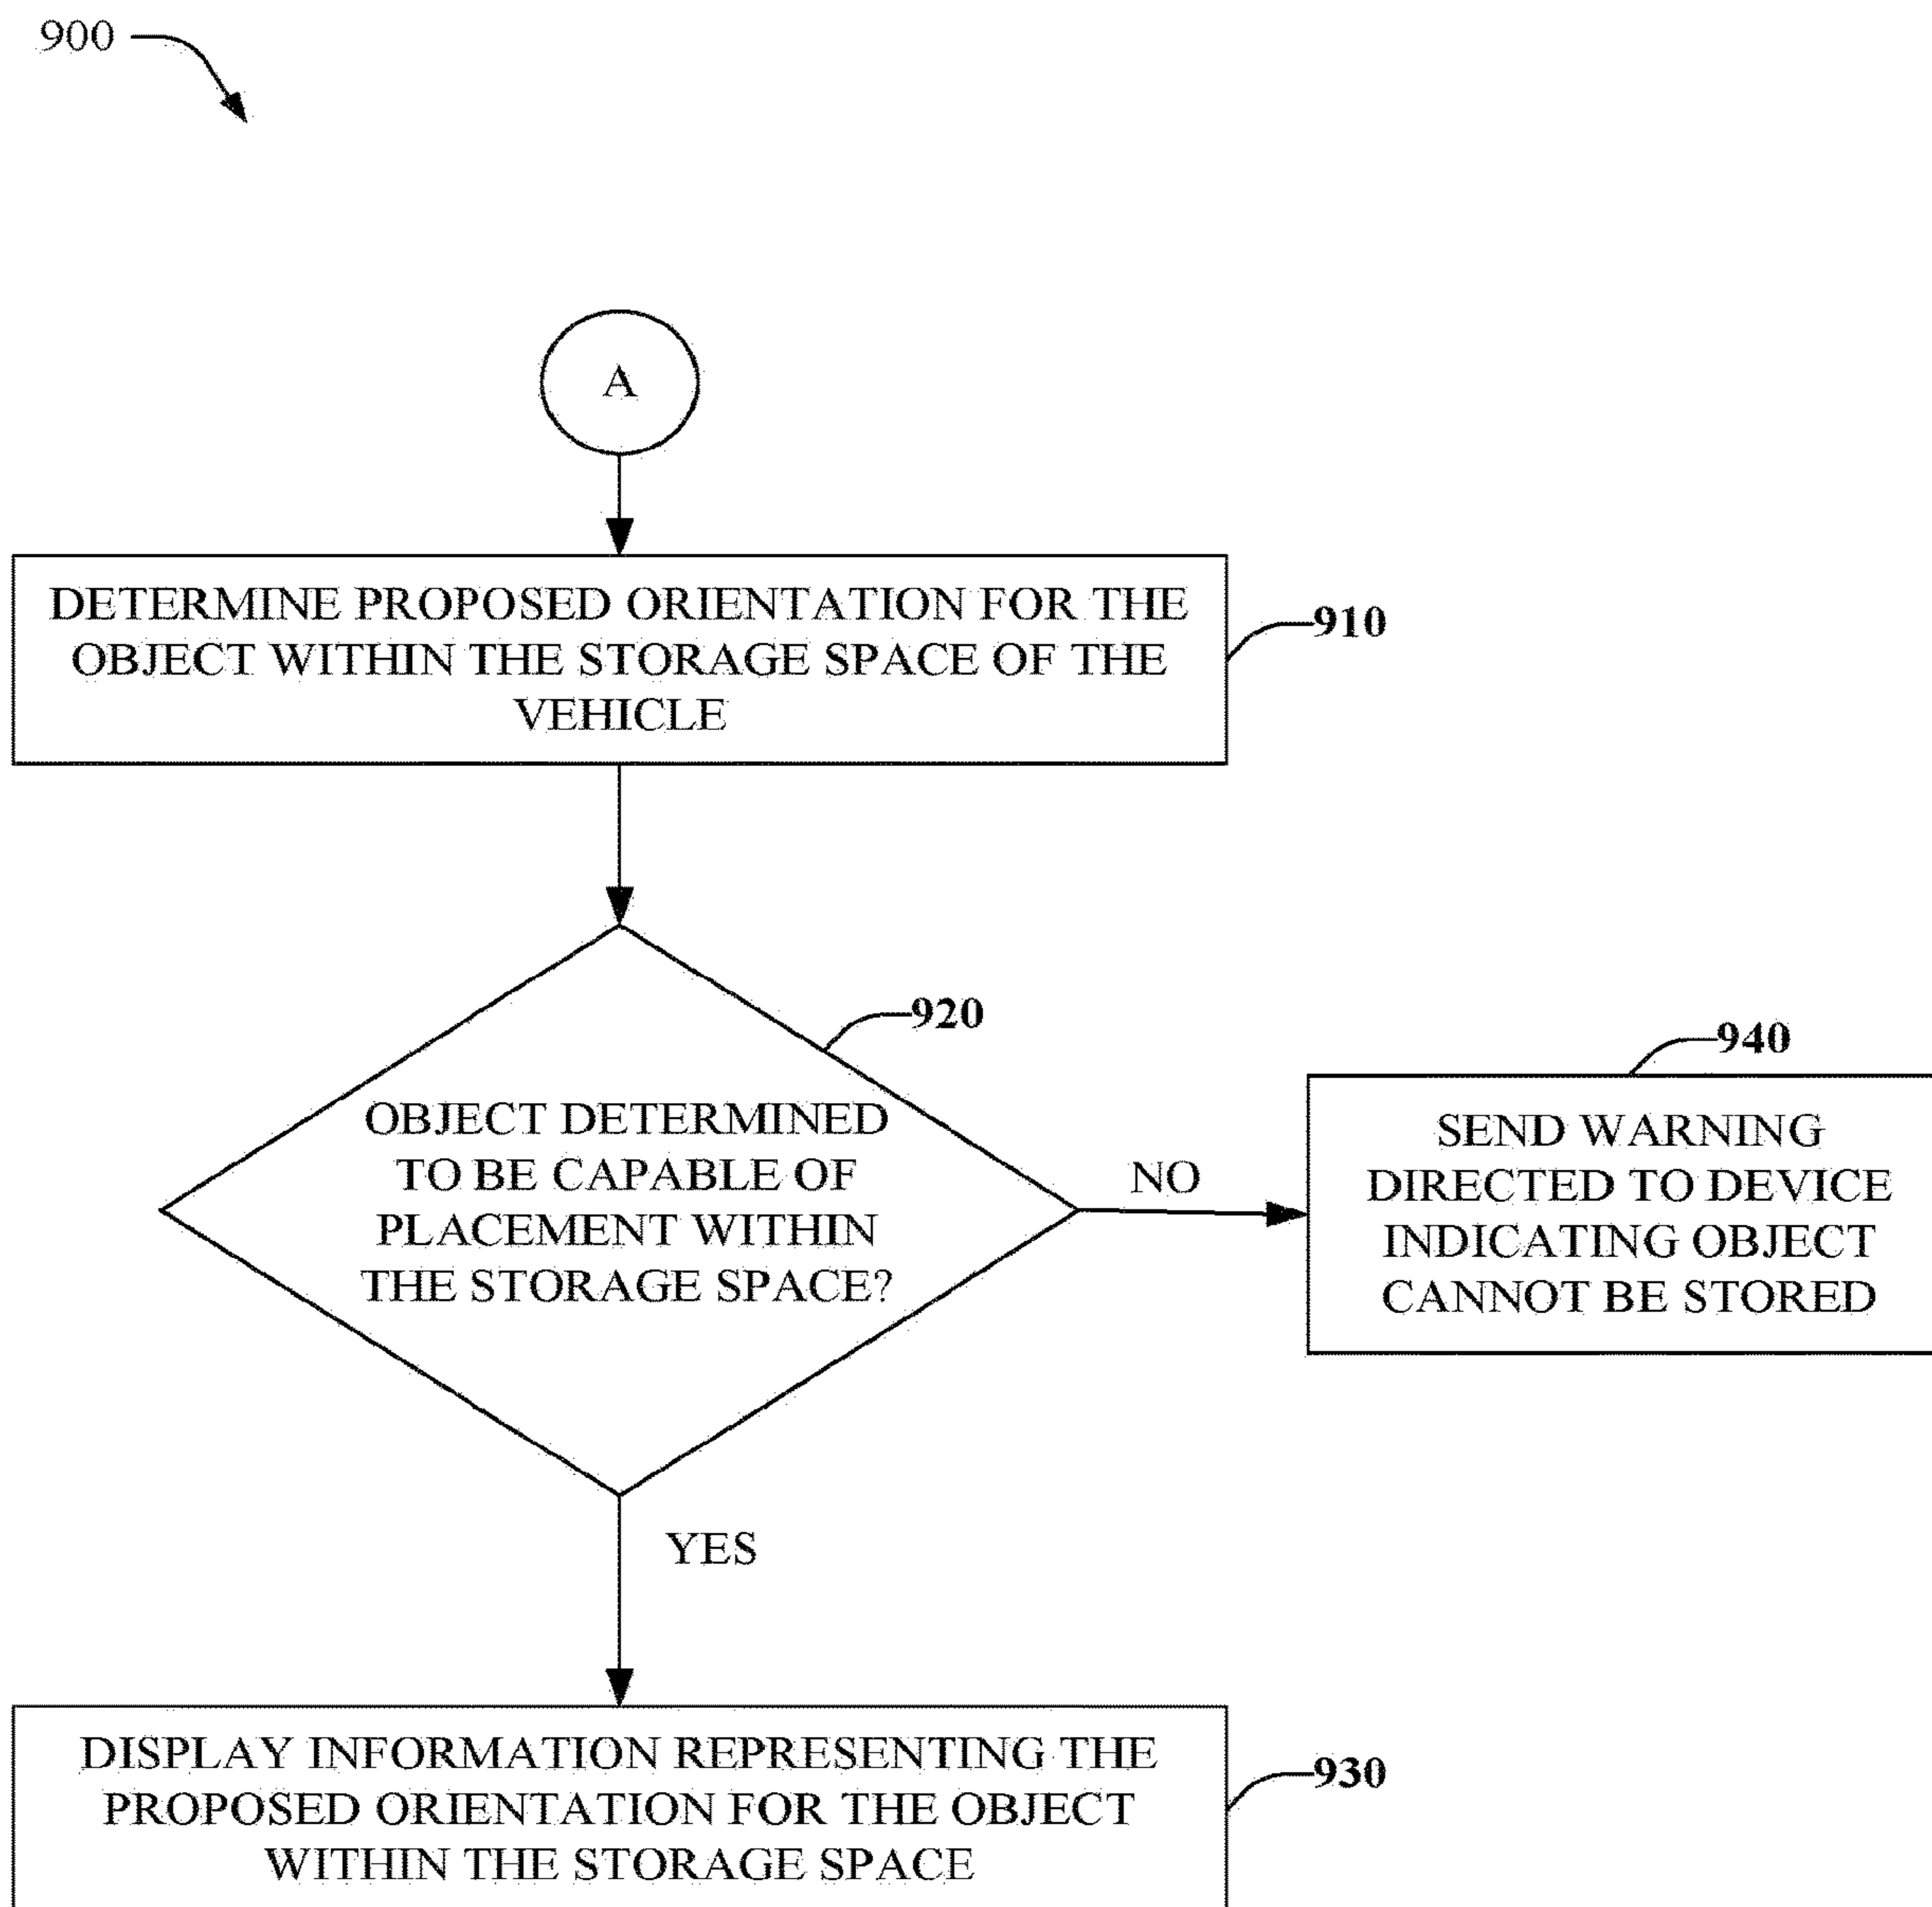 900
A
DETERMINE PROPOSED ORIENTATION FOR THE
OBJECT WITHIN THE STORAGE SPACE OF THE
VEHICLE
910
920
OBJECT DETERMINED
TO BE CAPABLE OF
PLACEMENT WITHIN
THE STORAGE SPACE?
NO
940
SEND WARNING
DIRECTED TO DEVICE
INDICATING OBJECT
CANNOT BE STORED
YES
DISPLAY INFORMATION REPRESENTING THE
PROPOSED ORIENTATION FOR THE OBJECT
WITHIN THE STORAGE SPACE
930